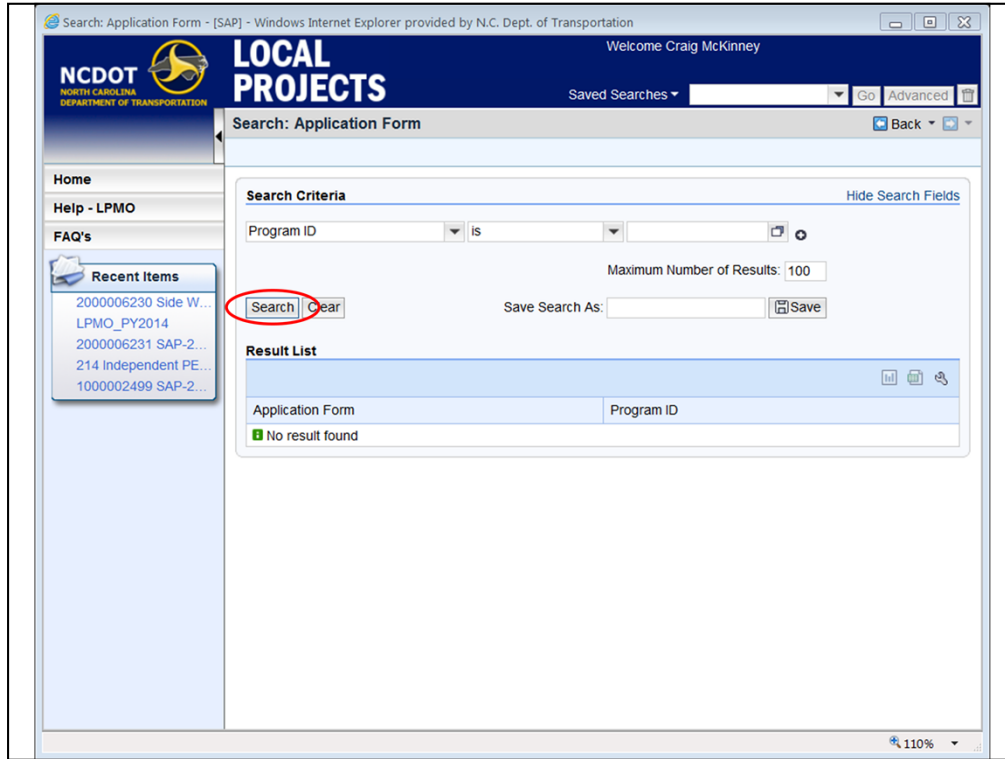 Search: Application Form - [SAP] - Windows Internet Explorer provided by N.C. Dept. of Transportation
NCDOT
NORTH CAROLINA
DEPARTMENT OF TRANSPORTATION
LOCAL
PROJECTS
Welcome Craig McKinney
Saved Searches
Go
Advanced
Search: Application Form
Back
Home
Help - LPMO
FAQ's
Recent Items
2000006230 Side W...
LPMO_PY2014
2000006231 SAP-2...
214 Independent PE...
1000002499 SAP-2...
Search Criteria
Hide Search Fields
Program ID
is
Maximum Number of Results: 100
Search
Clear
Save Search As:
Save
Result List
Application Form
Program ID
No result found
110%